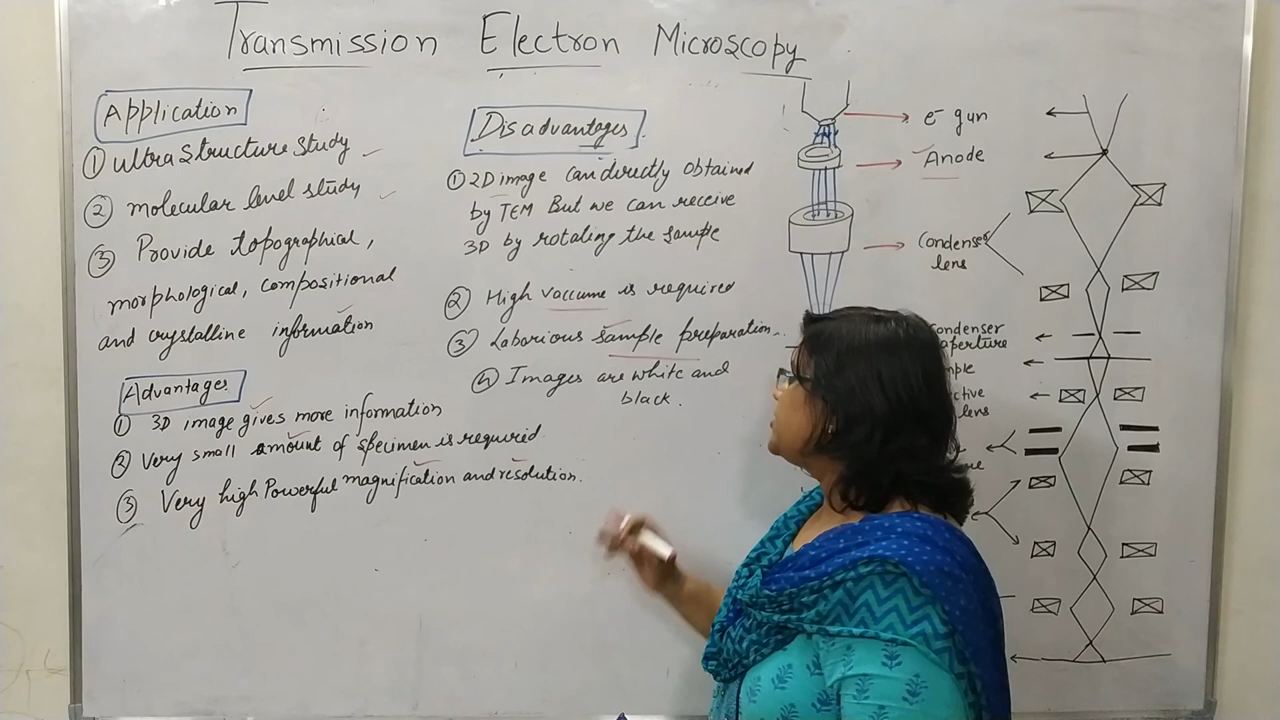 Transmission Electron Microscopy
Application
① ultrastructure study
② molecular level study
③ Provide topographical,
morphological, compositional
and crystalline information
Advantages
① 3D image gives more information
② Very small amount of specimen is required
③ Very high Powerful magnification and resolution.
Disadvantages
① 2D image can directly obtained
by TEM But we can receive
3D by rotating the sample
② High vaccume is required
③ Laborious sample preparation..
④ Images are white and
black.
e⁻ gun
Anode
Condenser
lens
Condenser
aperture
lens